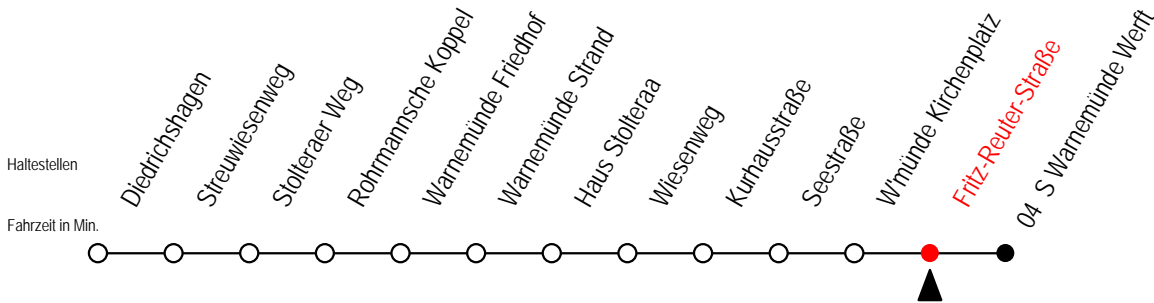 Haltestellen
Diedrichshagen
Streuwiesenweg
Stolteraer Weg
Rohrmannsche Koppel
Warnemünde Friedhof
Warnemünde Strand
Haus Stolteraa
Wiesenweg
Kurhausstraße
Seestraße
W'münde Kirchenplatz
Fritz-Reuter-Straße
04 S Warnemünde Werft
Fahrzeit in Min.